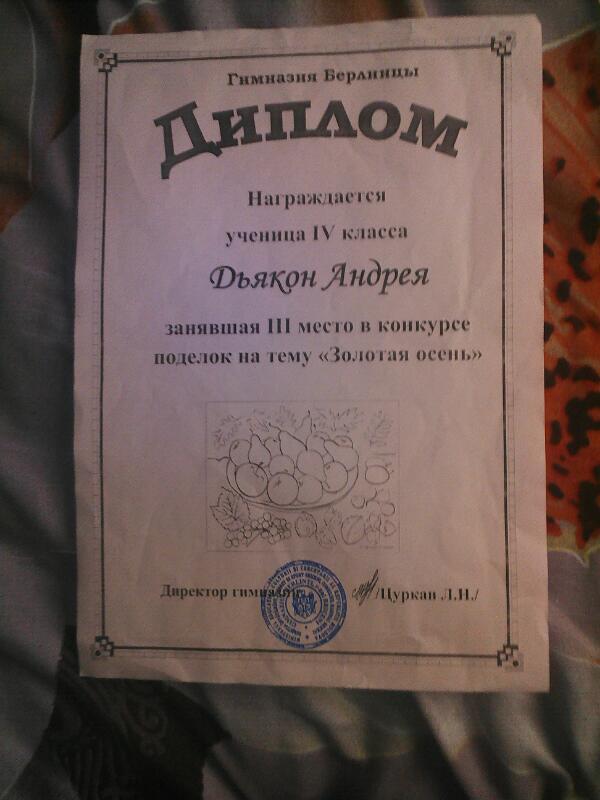 Гимназия Берлинцы
Диплом
Награждается
ученица IV класса
Дьякон Андрея
занявшая III место в конкурсе
поделок на тему «Золотая осень»
Директор гимназии
/Цуркан Л.Н./